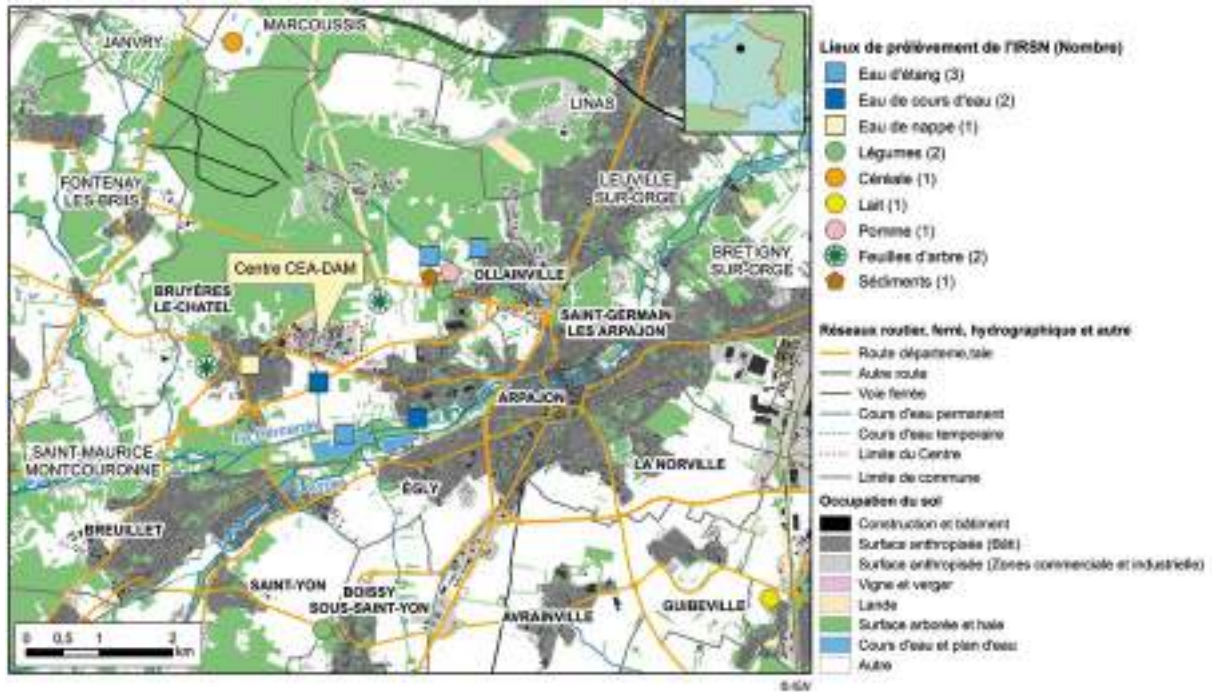 MARCOUSSIS
JANVRY
LINAS
FONTENAY
LES-BRIIS
LEUVILLE
SUR-ORGE
BRETIGNY
SUR-ORGE
Centre CEA-DAM
OLLAINVILLE
BRUYÈRES
LE-CHATEL
SAINT-GERMAIN
LES ARPAJON
ARPAJON
SAINT-MAURICE
MONTCOURONNE
LA NORVILLE
ÉGLY
BREUILLET
SAINT-YON
BOISSY
SOUS-SAINT-YON
AVRAINVILLE
GUIBEVILLE
0 0,5 1 2
km
Lieux de prélèvement de l'IRSN (Nombre)
Eau d'étang (3)
Eau de cours d'eau (2)
Eau de nappe (1)
Légumes (2)
Céréale (1)
Lait (1)
Pomme (1)
Feuilles d'arbre (2)
Sédiments (1)
Réseaux routier, ferré, hydrographique et autre
Route départeme,tale
Autre route
Voie ferrée
Cours d'eau permanent
Cours d'eau temporaire
Limite du Centre
Limite de commune
Occupation du sol
Construction et bâtiment
Surface anthropisée (Bâti)
Surface anthropisée (Zones commerciale et industrielle)
Vigne et verger
Lande
Surface arborée et haie
Cours d'eau et plan d'eau
Autre